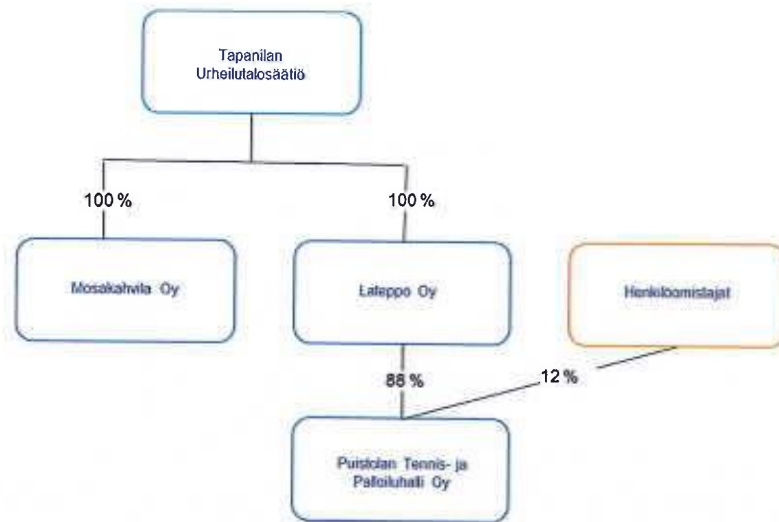 Tapanilan
Urheilutalosäätiö
100 %
100 %
Mosakahvila Oy
Lateppo Oy
Henkilöomistajat
88 %
12 %
Puistolan Tennis- ja
Palloiluhalli Oy